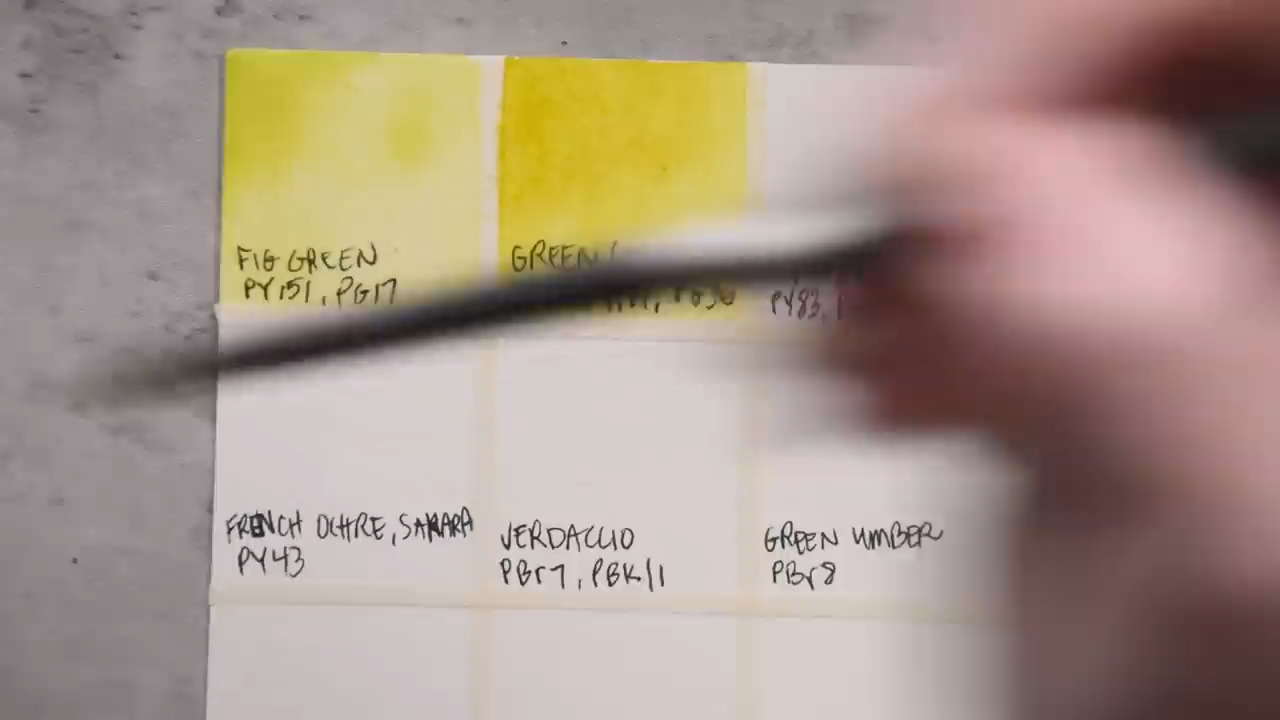 FIG GREEN
PY151, PG17
GREEN
PY83,
FRENCH OCHRE, SAHARA
PY43
VERDACCIO
PBr7, PBK11
GREEN UMBER
PBr8